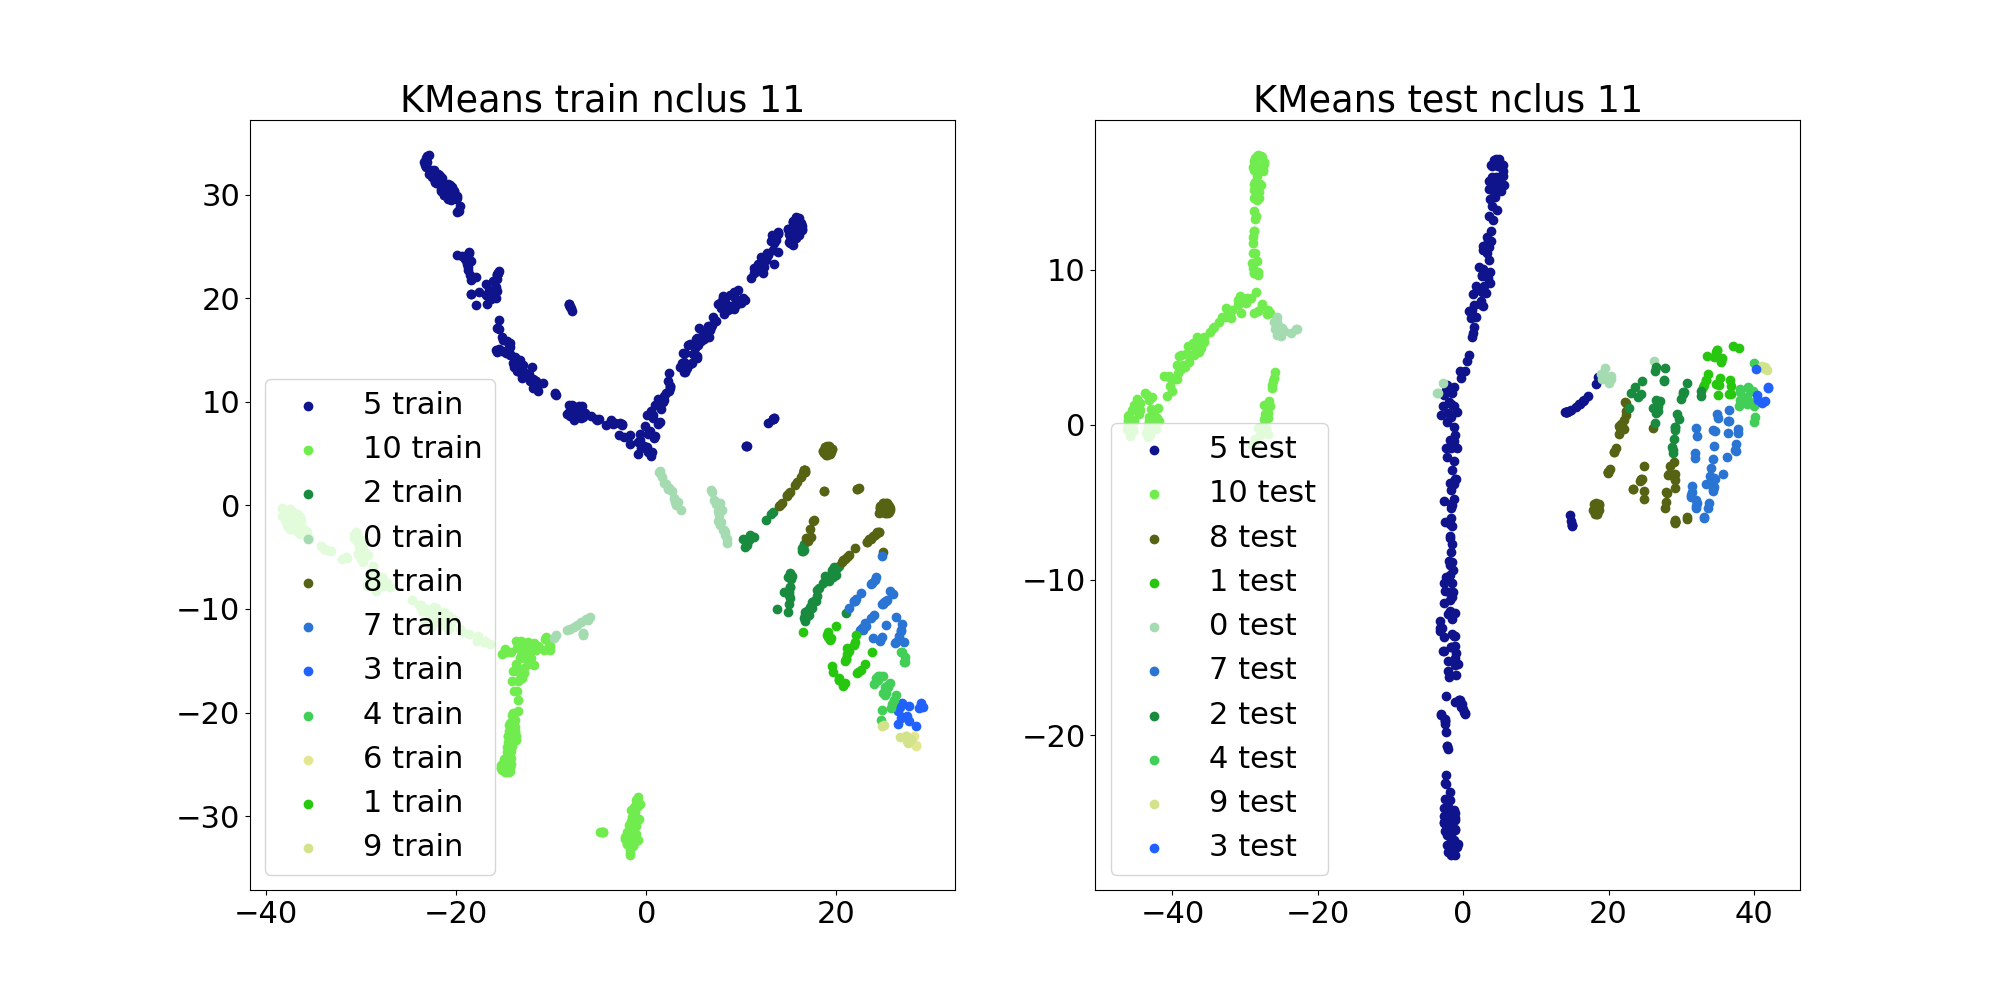 KMeans train nclus 11
30
20
10
0
−10
−20
−30
−40
−20
0
20
5 train
10 train
2 train
0 train
8 train
7 train
3 train
4 train
6 train
1 train
9 train
KMeans test nclus 11
10
0
−10
−20
−40
−20
0
20
40
5 test
10 test
8 test
1 test
0 test
7 test
2 test
4 test
9 test
3 test